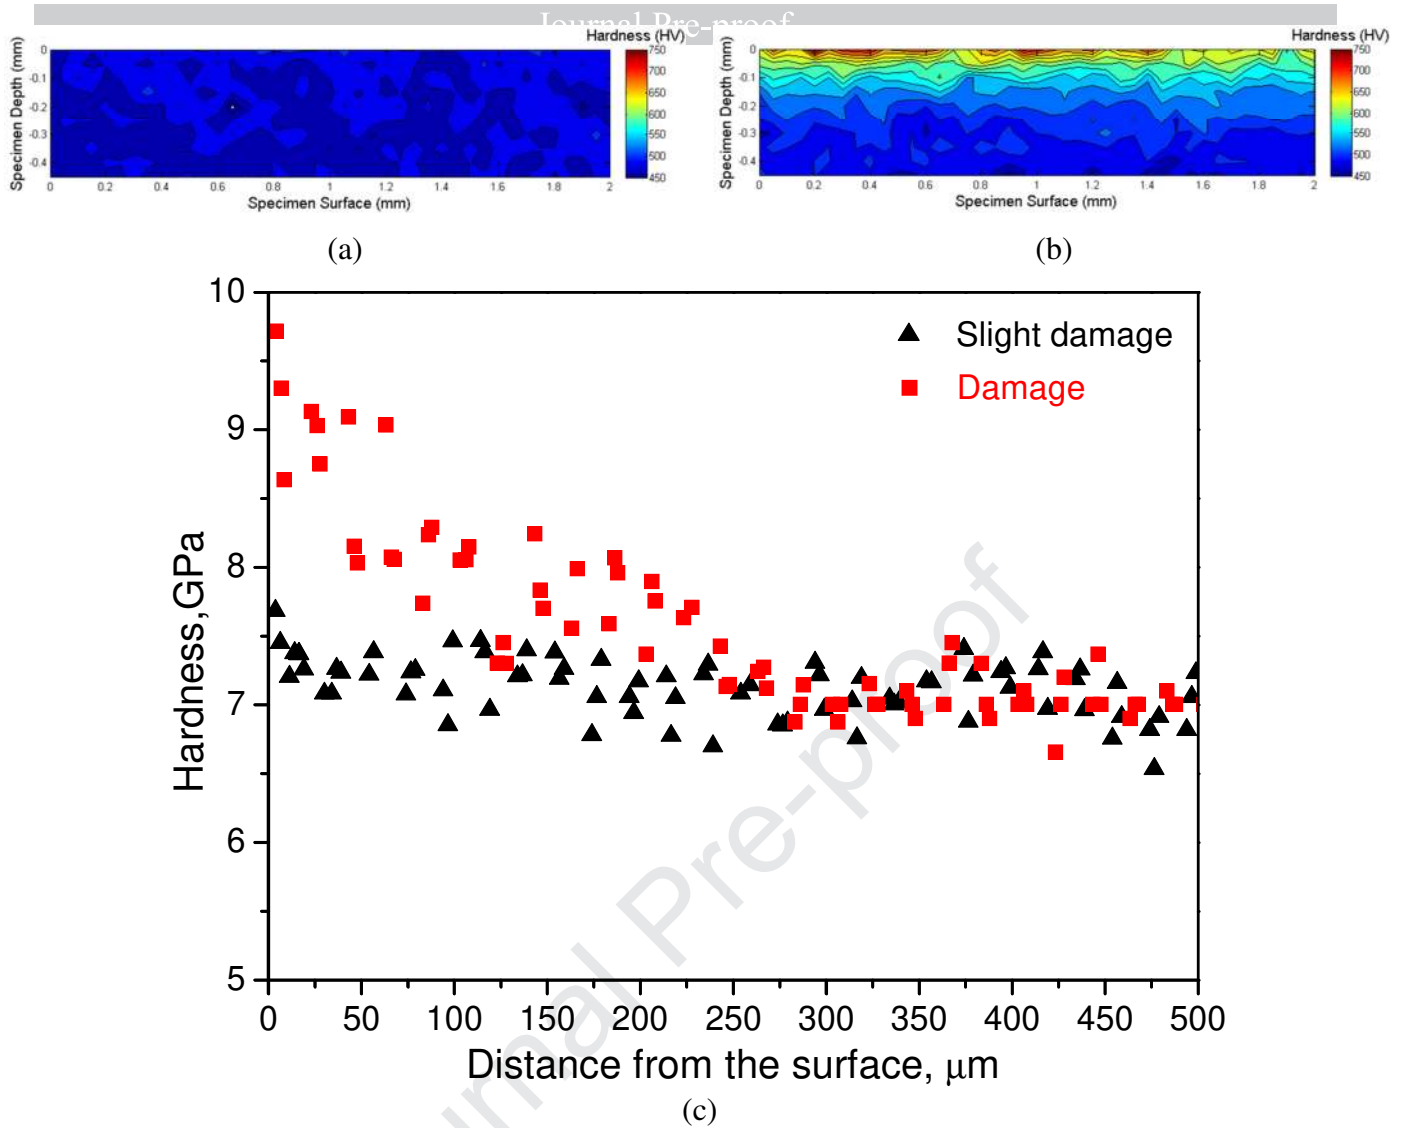 Journal Pre-proof
Hardness (HV)
Specimen Depth (mm)
0
-0.1
-0.2
-0.3
-0.4
0 0.2 0.4 0.6 0.8 1 1.2 1.4 1.6 1.8 2
Specimen Surface (mm)
750
700
650
600
550
500
450
(a)
Hardness (HV)
Specimen Depth (mm)
0
-0.1
-0.2
-0.3
-0.4
0 0.2 0.4 0.6 0.8 1 1.2 1.4 1.6 1.8 2
Specimen Surface (mm)
750
700
650
600
550
500
450
(b)
Hardness,GPa
10
9
8
7
6
5
Slight damage
Damage
0 50 100 150 200 250 300 350 400 450 500
Distance from the surface, μm
(c)
rnal Pre-proof